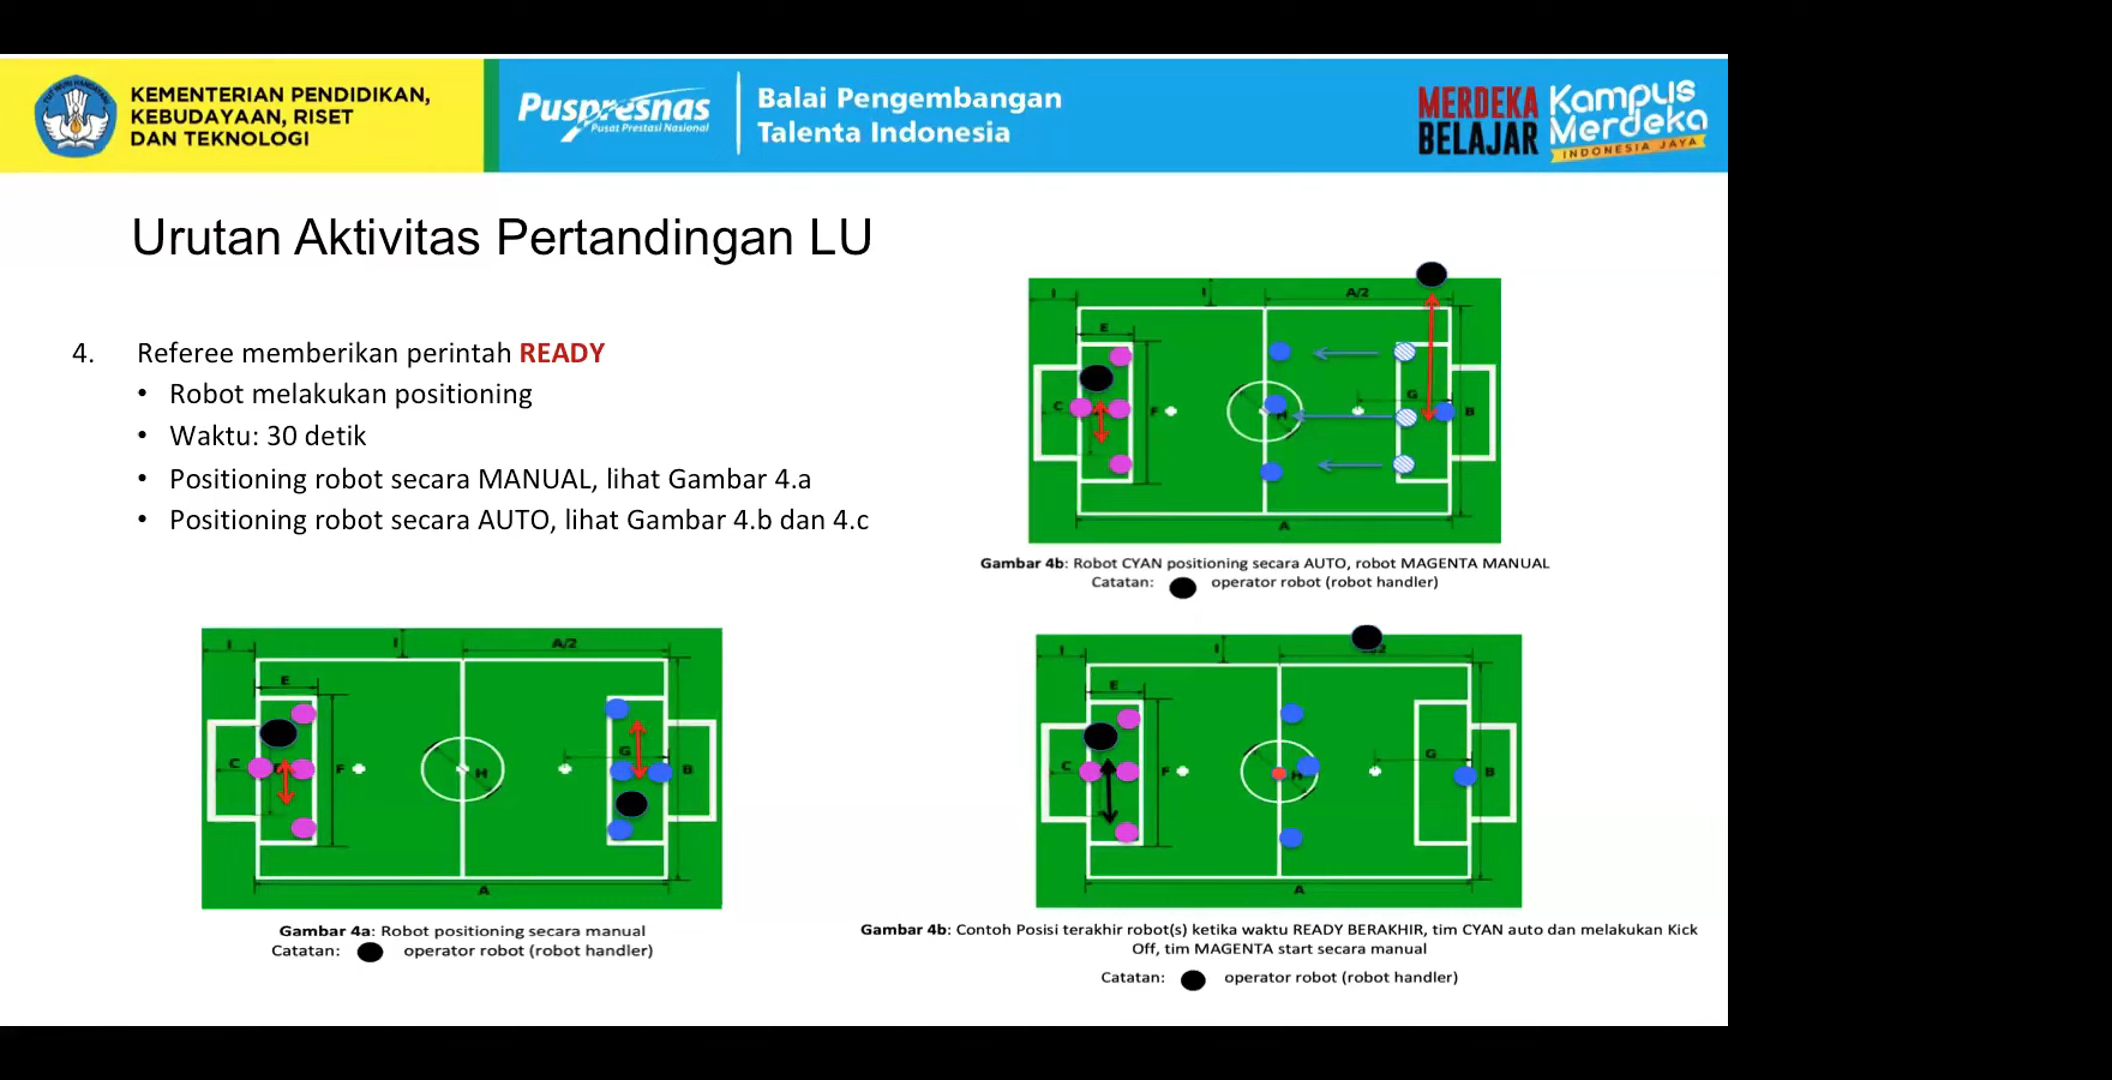 KEMENTERIAN PENDIDIKAN,
KEBUDAYAAN, RISET
DAN TEKNOLOGI
Puspresnas
Pusat Prestasi Nasional
Balai Pengembangan
Talenta Indonesia
MERDEKA
BELAJAR
Kampus
Merdeka
INDONESIA JAYA
Urutan Aktivitas Pertandingan LU
4. Referee memberikan perintah READY
• Robot melakukan positioning
• Waktu: 30 detik
• Positioning robot secara MANUAL, lihat Gambar 4.a
• Positioning robot secara AUTO, lihat Gambar 4.b dan 4.c
I I A/2
E
G
C F H B
A
Gambar 4b: Robot CYAN positioning secara AUTO, robot MAGENTA MANUAL
Catatan: operator robot (robot handler)
I I A/2
E
G
C F H B
A
Gambar 4a: Robot positioning secara manual
Catatan: operator robot (robot handler)
I I
E
G
C F H B
A
Gambar 4b: Contoh Posisi terakhir robot(s) ketika waktu READY BERAKHIR, tim CYAN auto dan melakukan Kick
Off, tim MAGENTA start secara manual
Catatan: operator robot (robot handler)